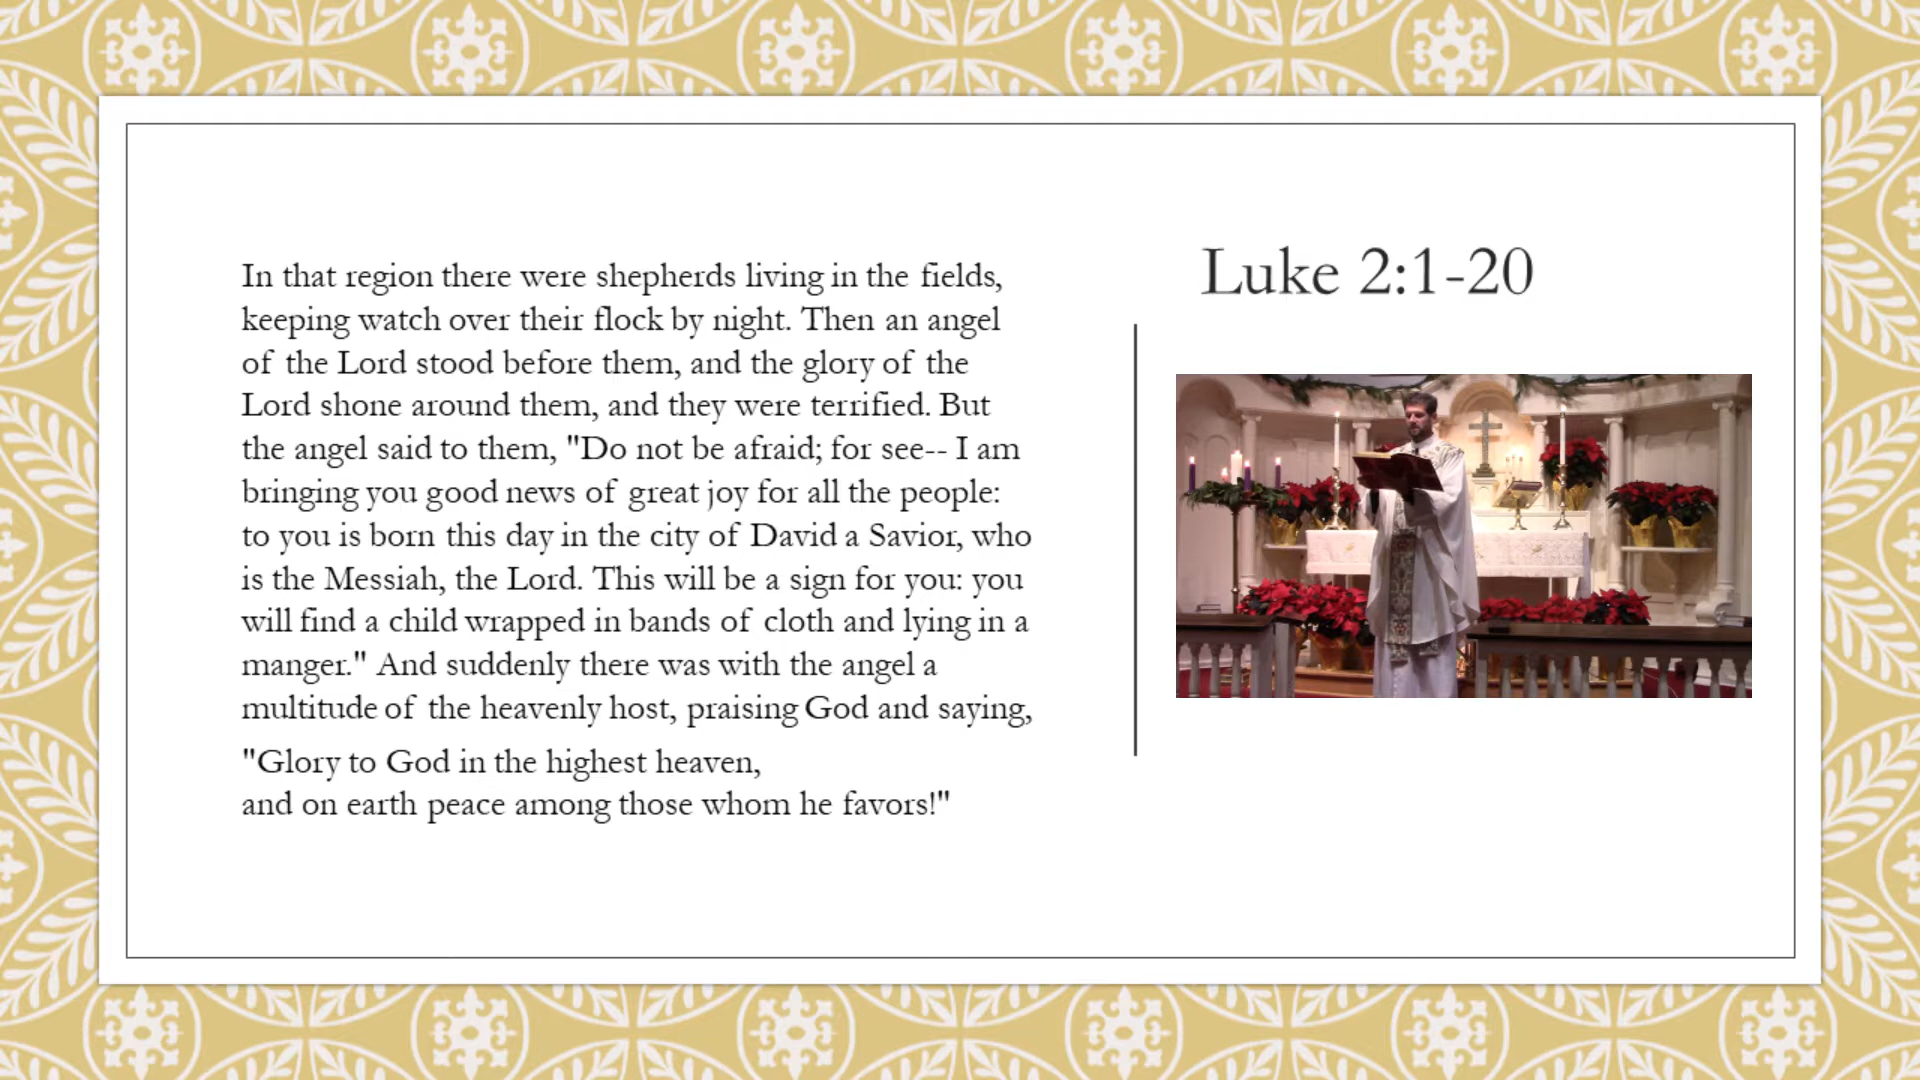 In that region there were shepherds living in the fields,
keeping watch over their flock by night. Then an angel
of the Lord stood before them, and the glory of the
Lord shone around them, and they were terrified. But
the angel said to them, "Do not be afraid; for see-- I am
bringing you good news of great joy for all the people:
to you is born this day in the city of David a Savior, who
is the Messiah, the Lord. This will be a sign for you: you
will find a child wrapped in bands of cloth and lying in a
manger." And suddenly there was with the angel a
multitude of the heavenly host, praising God and saying,
"Glory to God in the highest heaven,
and on earth peace among those whom he favors!"
Luke 2:1-20